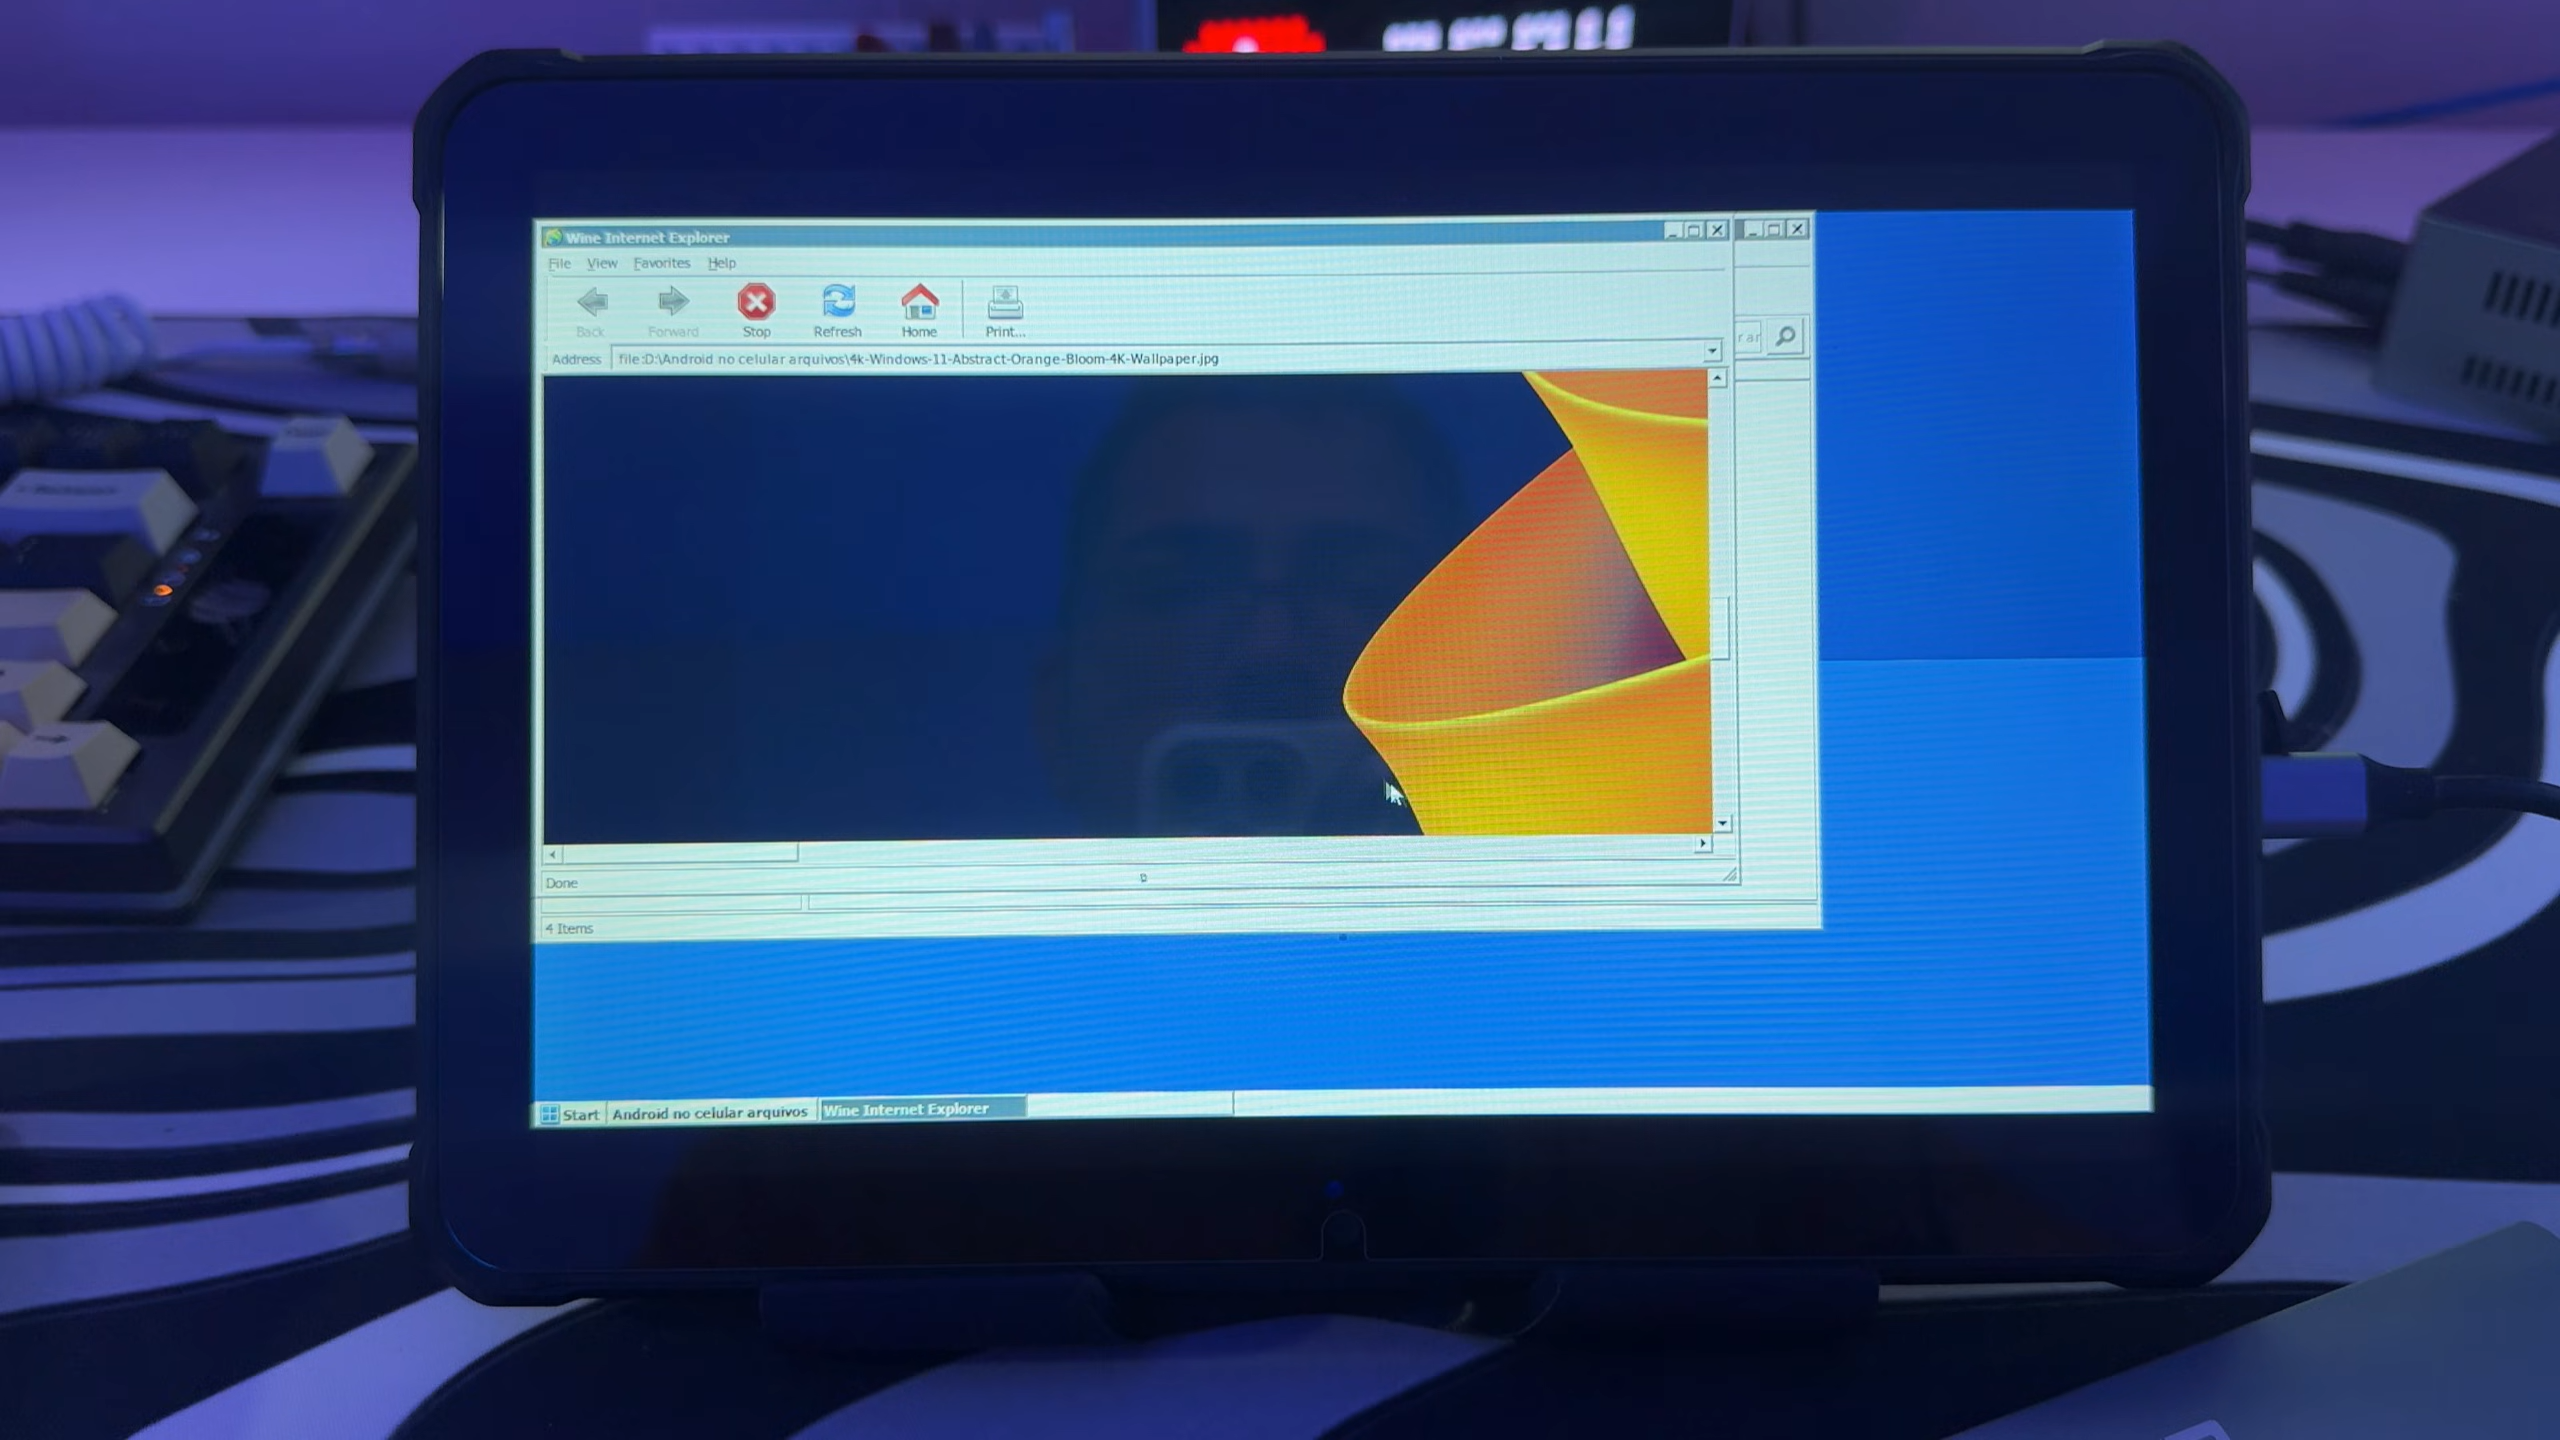 Wine Internet Explorer
File View Favorites Help
Back Forward Stop Refresh Home Print...
Address file:D:\Android no celular arquivos\4k-Windows-11-Abstract-Orange-Bloom-4K-Wallpaper.jpg
rar
Done
4 Items
Start Android no celular arquivos Wine Internet Explorer